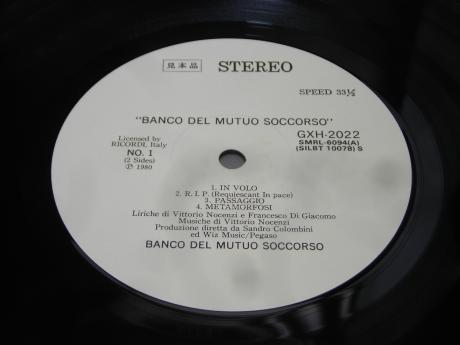 見本品 STEREO
SPEED 33⅓
"BANCO DEL MUTUO SOCCORSO"
Licensed by
RICORDI, Italy
NO. 1
(2 Sides)
Ⓟ 1980
GXH-2022
SMRL-6094(A)
(SILBT 10078) S
1. IN VOLO
2. R.I.P. (Requiescant In pace)
3. PASSAGGIO
4. METAMORFOSI
Liriche di Vittorio Nocenzi e Francesco Di Giacomo
Musiche di Vittorio Nocenzi
Produzione diretta da Sandro Colombini
ed Wiz Music/Pegaso
BANCO DEL MUTUO SOCCORSO